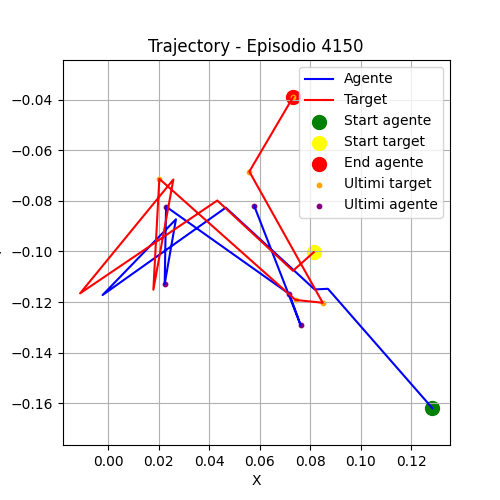 Trajectory - Episodio 4150
Agente
Target
Start agente
Start target
End agente
Ultimi target
Ultimi agente
−0.04
−0.06
−0.08
−0.10
−0.12
−0.14
−0.16
0.00 0.02 0.04 0.06 0.08 0.10 0.12
X